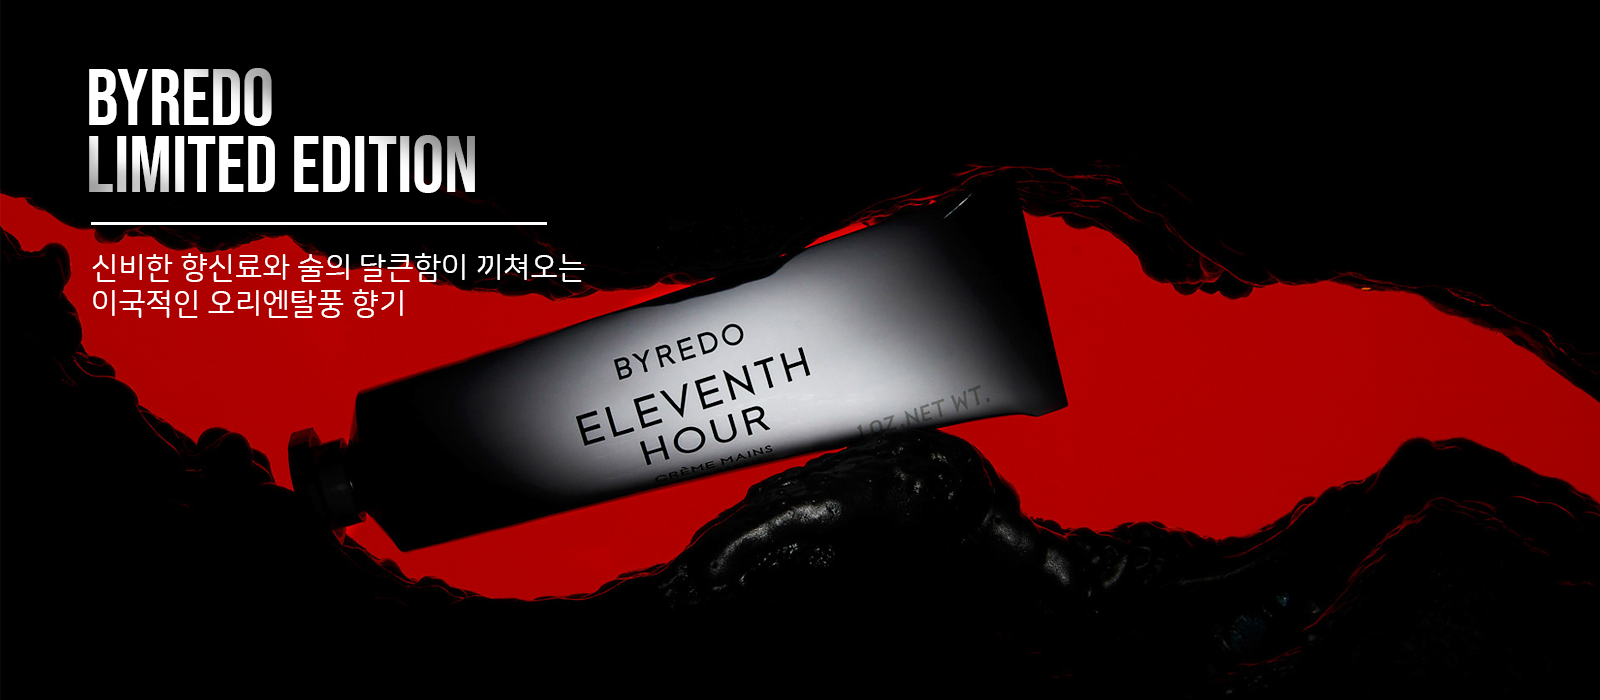 BYREDO
LIMITED EDITION
신비한 향신료와 술의 달큰함이 끼쳐오는
이국적인 오리엔탈풍 향기
BYREDO
ELEVENTH
HOUR
CRÈME MAINS
1 OZ. NET WT.